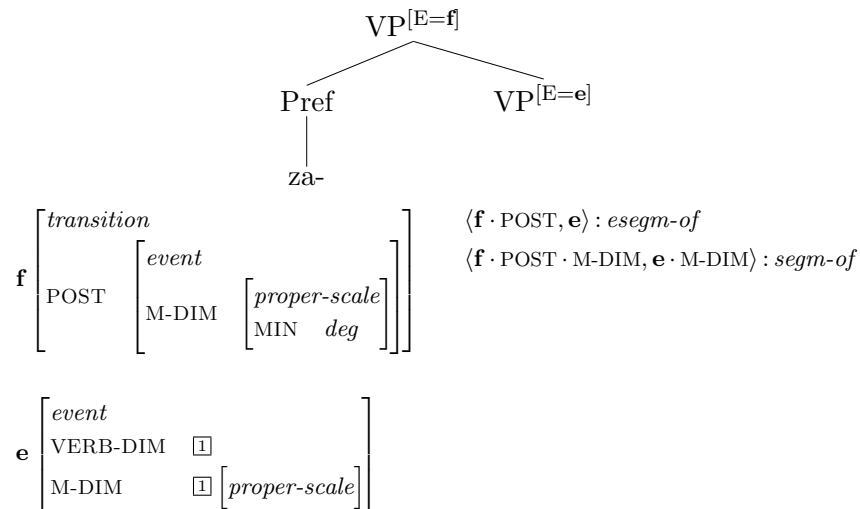 VP[E=f]
Pref VP[E=e]
za-
f [transition
POST [event
M-DIM [proper-scale
MIN deg]]]
⟨f · POST, e⟩ : esegm-of
⟨f · POST · M-DIM, e · M-DIM⟩ : segm-of
e [event
VERB-DIM 1
M-DIM 1 [proper-scale]]